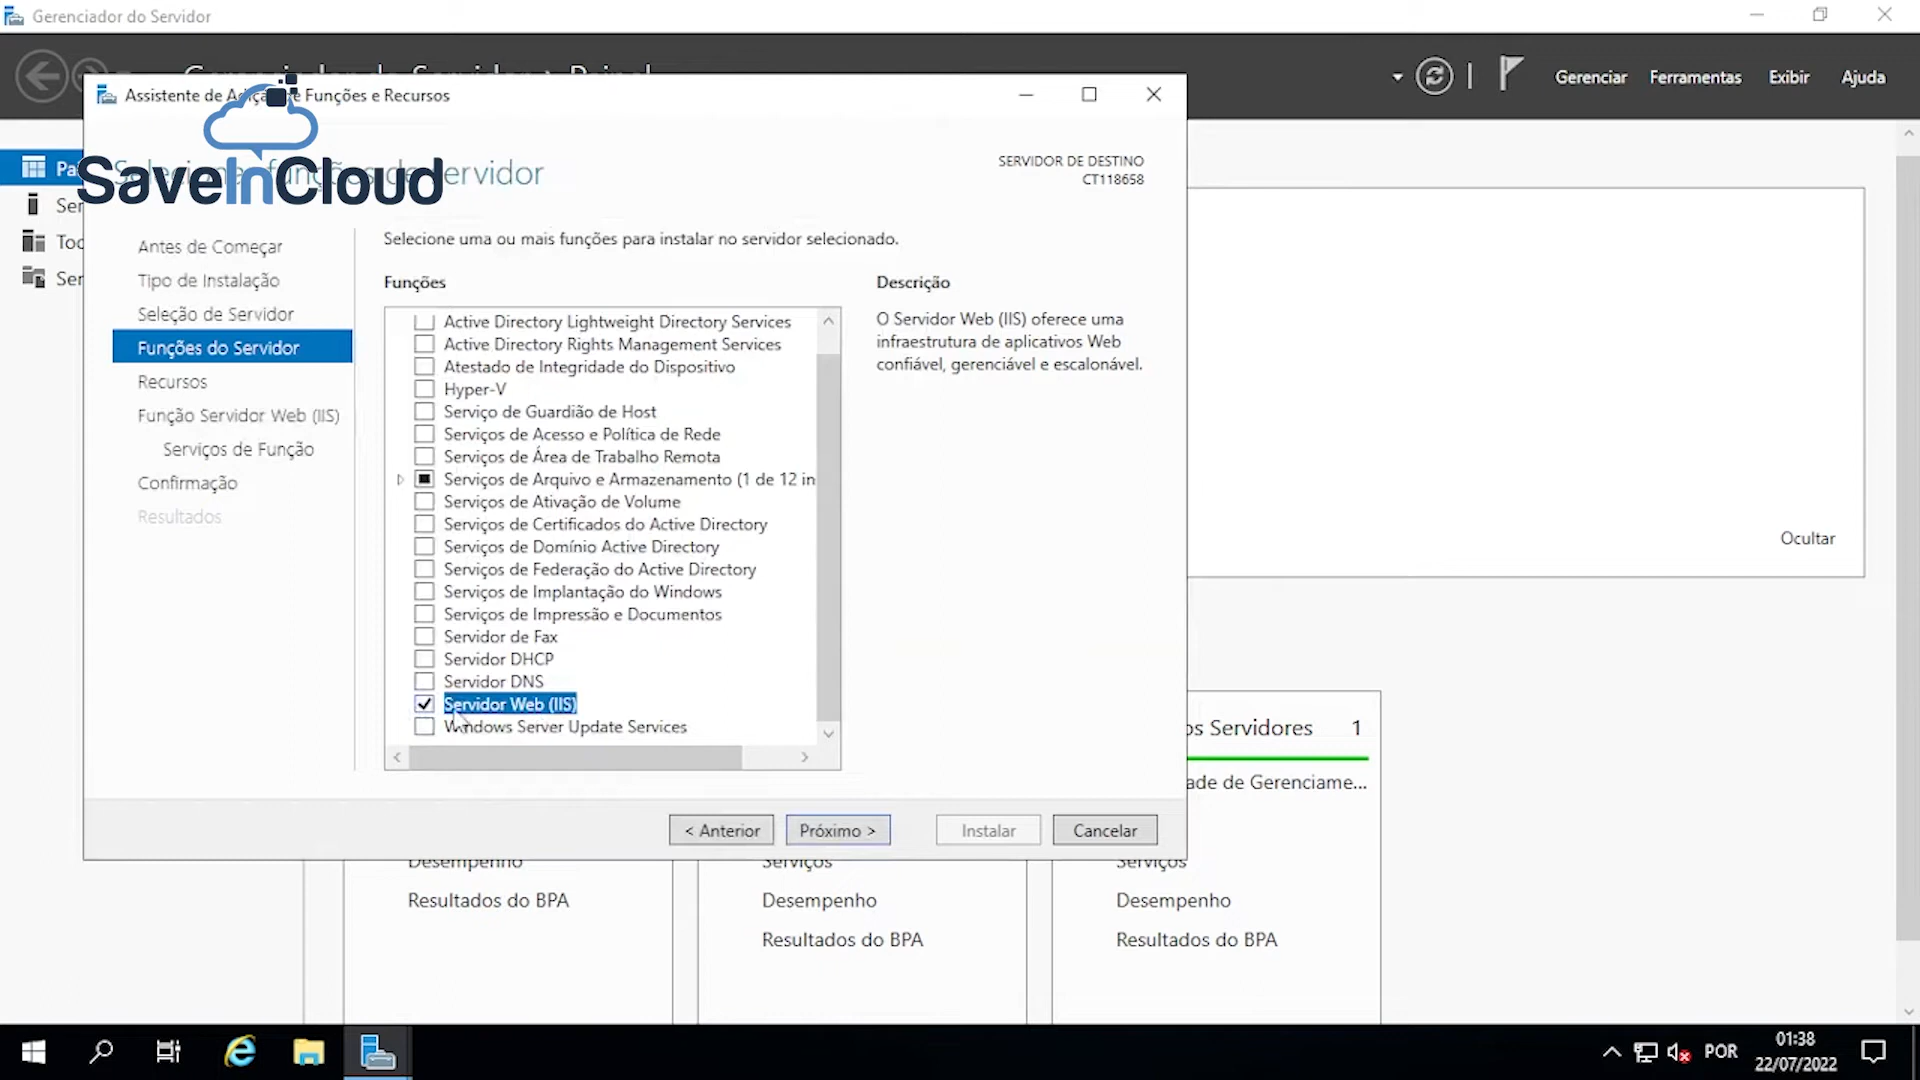 Gerenciador do Servidor
Gerenciar
Ferramentas
Exibir
Ajuda
Assistente de Adição de Funções e Recursos
SaveInCloud
SERVIDOR DE DESTINO
CT118658
Antes de Começar
Tipo de Instalação
Seleção de Servidor
Funções do Servidor
Recursos
Função Servidor Web (IIS)
Serviços de Função
Confirmação
Resultados
Selecione uma ou mais funções para instalar no servidor selecionado.
Funções
Active Directory Lightweight Directory Services
Active Directory Rights Management Services
Atestado de Integridade do Dispositivo
Hyper-V
Serviço de Guardião de Host
Serviços de Acesso e Política de Rede
Serviços de Área de Trabalho Remota
Serviços de Arquivo e Armazenamento (1 de 12 in
Serviços de Ativação de Volume
Serviços de Certificados do Active Directory
Serviços de Domínio Active Directory
Serviços de Federação do Active Directory
Serviços de Implantação do Windows
Serviços de Impressão e Documentos
Servidor de Fax
Servidor DHCP
Servidor DNS
Servidor Web (IIS)
Windows Server Update Services
Descrição
O Servidor Web (IIS) oferece uma
infraestrutura de aplicativos Web
confiável, gerenciável e escalonável.
< Anterior
Próximo >
Instalar
Cancelar
Ocultar
os Servidores 1
ade de Gerenciame...
Desempenho
Resultados do BPA
Serviços
Desempenho
Resultados do BPA
Serviços
Desempenho
Resultados do BPA
POR
01:38
22/07/2022